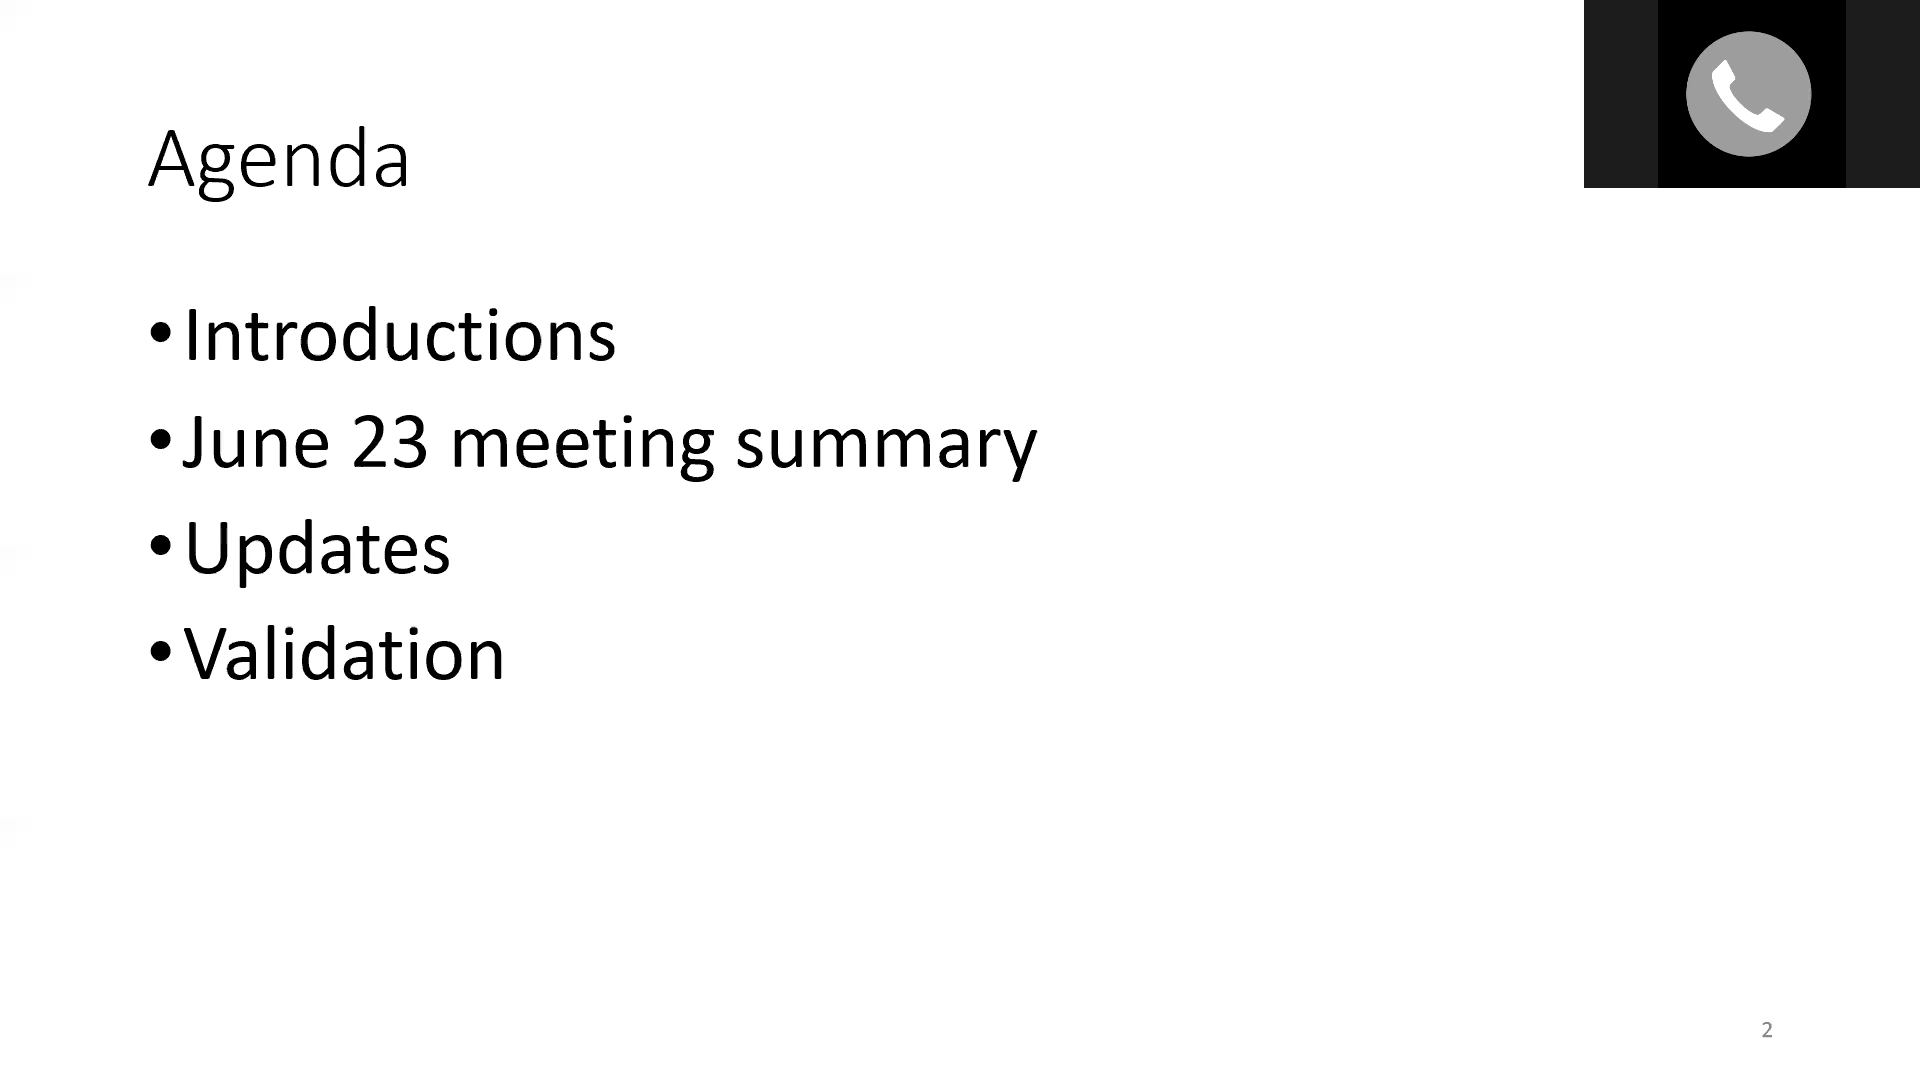 Agenda
•Introductions
•June 23 meeting summary
•Updates
•Validation
2